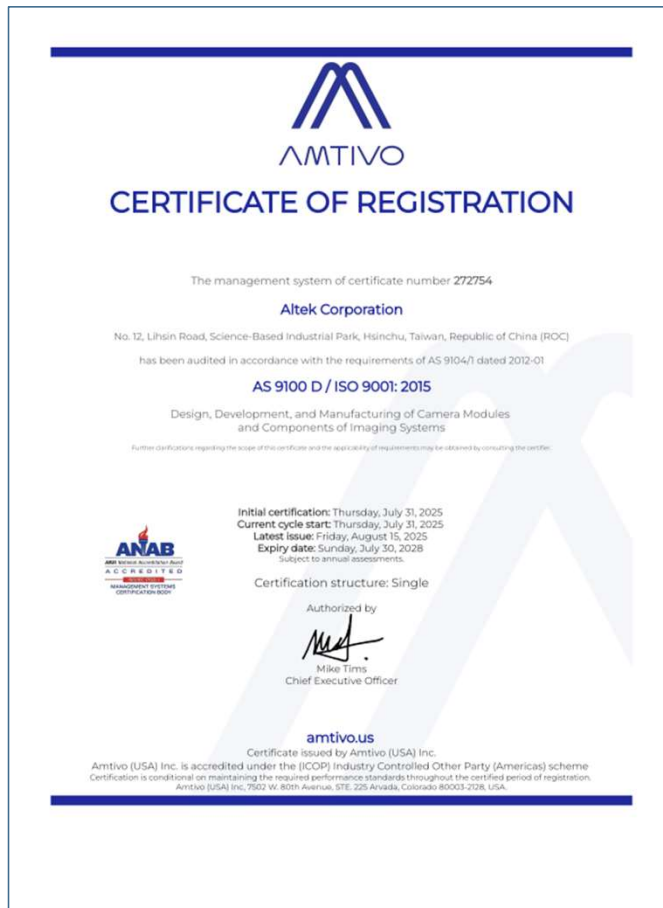 AMTIVO
CERTIFICATE OF REGISTRATION
The management system of certificate number 272754
Altek Corporation
No. 12, Lihsin Road, Science-Based Industrial Park, Hsinchu, Taiwan, Republic of China (ROC)
has been audited in accordance with the requirements of AS 9104/1 dated 2012-01
AS 9100 D / ISO 9001: 2015
Design, Development, and Manufacturing of Camera Modules
and Components of Imaging Systems
Further clarifications regarding the scope of this certificate and the applicability of requirements may be obtained by consulting the certifier.
Initial certification: Thursday, July 31, 2025
Current cycle start: Thursday, July 31, 2025
Latest issue: Friday, August 15, 2025
Expiry date: Sunday, July 30, 2028
Subject to annual assessments.
ANAB
ANSI National Accreditation Board
ACCREDITED
MANAGEMENT SYSTEMS
CERTIFICATION BODY
Certification structure: Single
Authorized by
Mike Tims
Chief Executive Officer
amtivo.us
Certificate issued by Amtivo (USA) Inc.
Amtivo (USA) Inc. is accredited under the (ICOP) Industry Controlled Other Party (Americas) scheme
Certification is conditional on maintaining the required performance standards throughout the certified period of registration.
Amtivo (USA) Inc, 7502 W. 80th Avenue, STE. 225 Arvada, Colorado 80003-2128, USA.